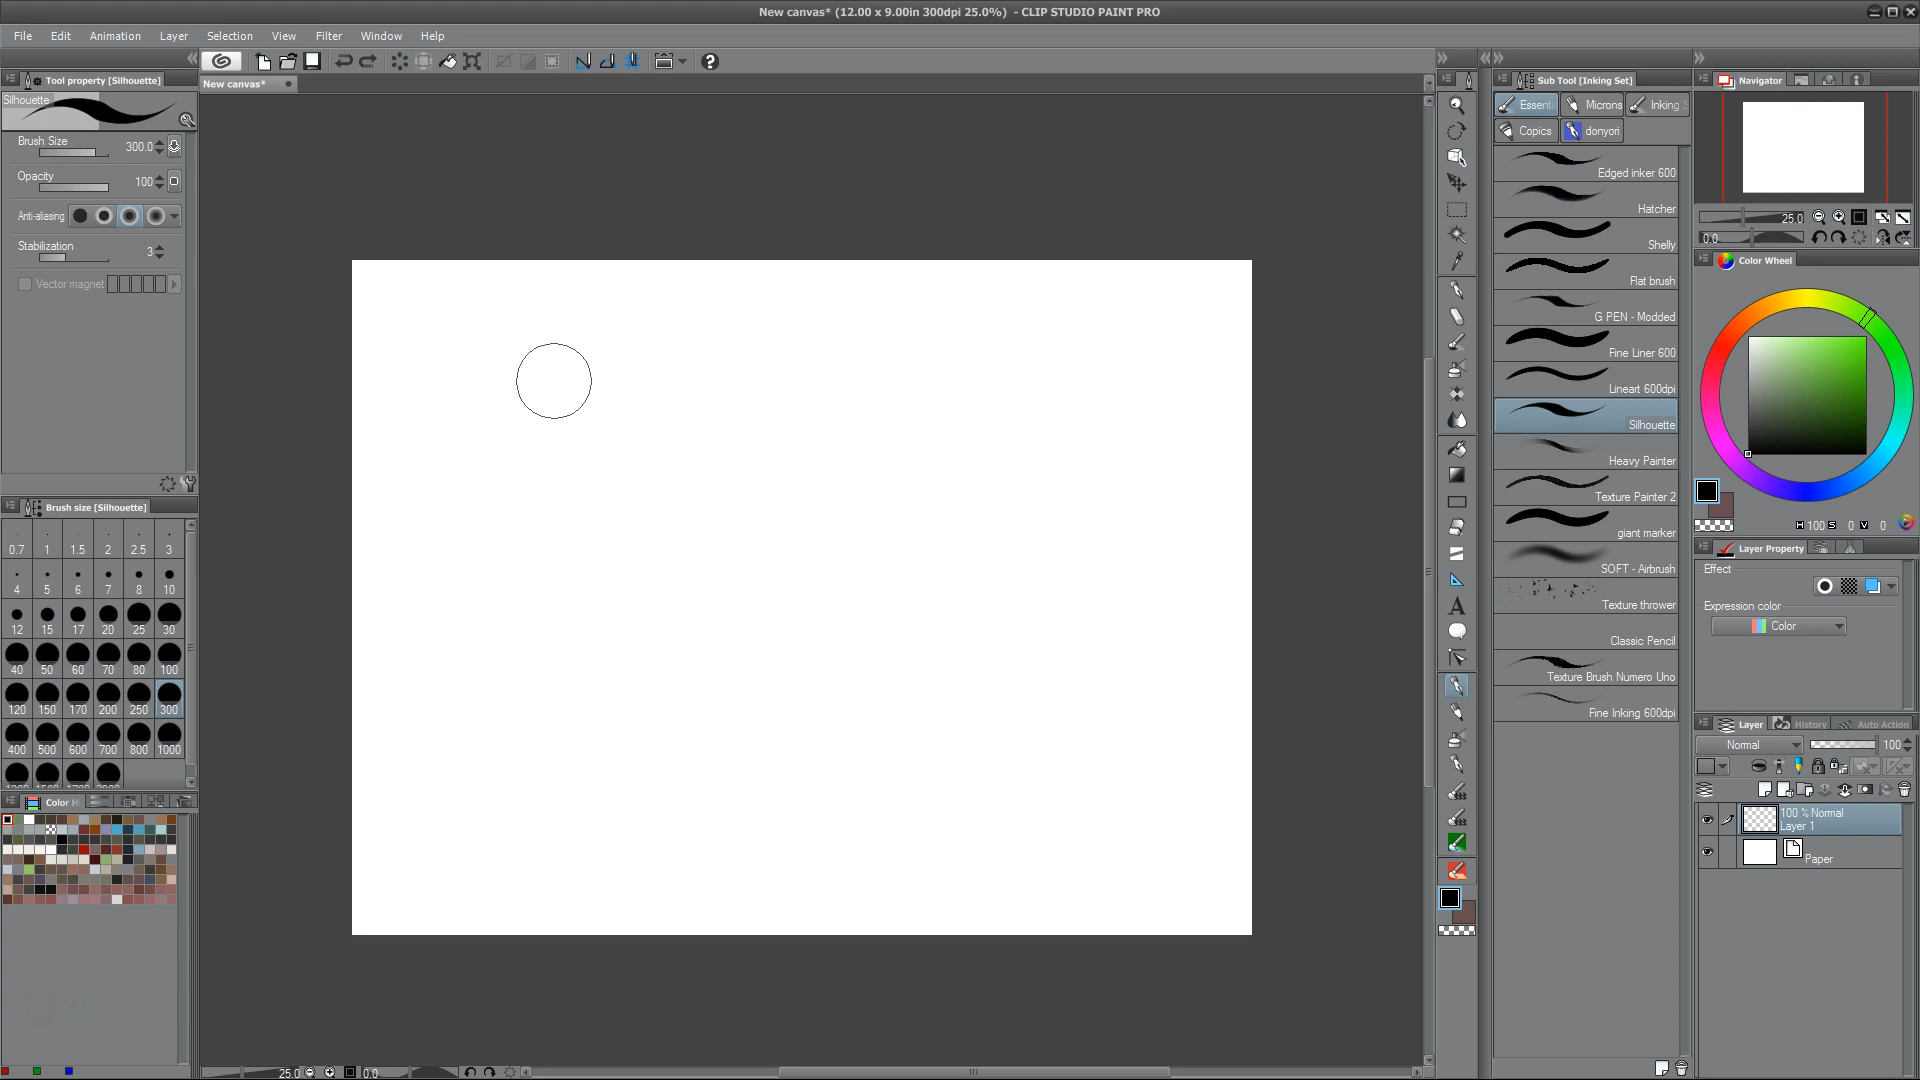 New canvas* (12.00 x 9.00in 300dpi 25.0%) - CLIP STUDIO PAINT PRO
File Edit Animation Layer Selection View Filter Window Help
Tool property [Silhouette]
Silhouette
Brush Size 300.0
Opacity 100
Anti-aliasing
Stabilization 3
Vector magnet
Brush size [Silhouette]
0.7 1 1.5 2 2.5 3
4 5 6 7 8 10
12 15 17 20 25 30
40 50 60 70 80 100
120 150 170 200 250 300
400 500 600 700 800 1000
Color Hi
New canvas*
25.0 0.0
Sub Tool [Inking Set]
Essenti Microns Inking S
Copics donyori
Edged inker 600
Hatcher
Shelly
Flat brush
G PEN - Modded
Fine Liner 600
Lineart 600dpi
Silhouette
Heavy Painter
Texture Painter 2
giant marker
SOFT - Airbrush
Texture thrower
Classic Pencil
Texture Brush Numero Uno
Fine Inking 600dpi
Navigator
25.0
0.0
Color Wheel
H 100 S 0 V 0
Layer Property
Effect
Expression color
Color
Layer History Auto Action
Normal 100
100 % Normal
Layer 1
Paper